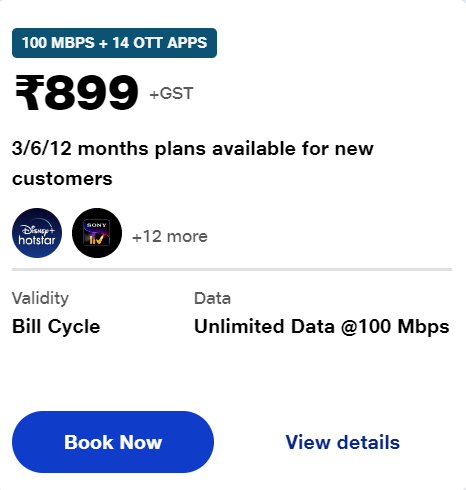 100 MBPS + 14 OTT APPS
₹899 +GST
3/6/12 months plans available for new
customers
Disney+
hotstar
SONY
liv
+12 more
Validity
Data
Bill Cycle
Unlimited Data @100 Mbps
Book Now
View details